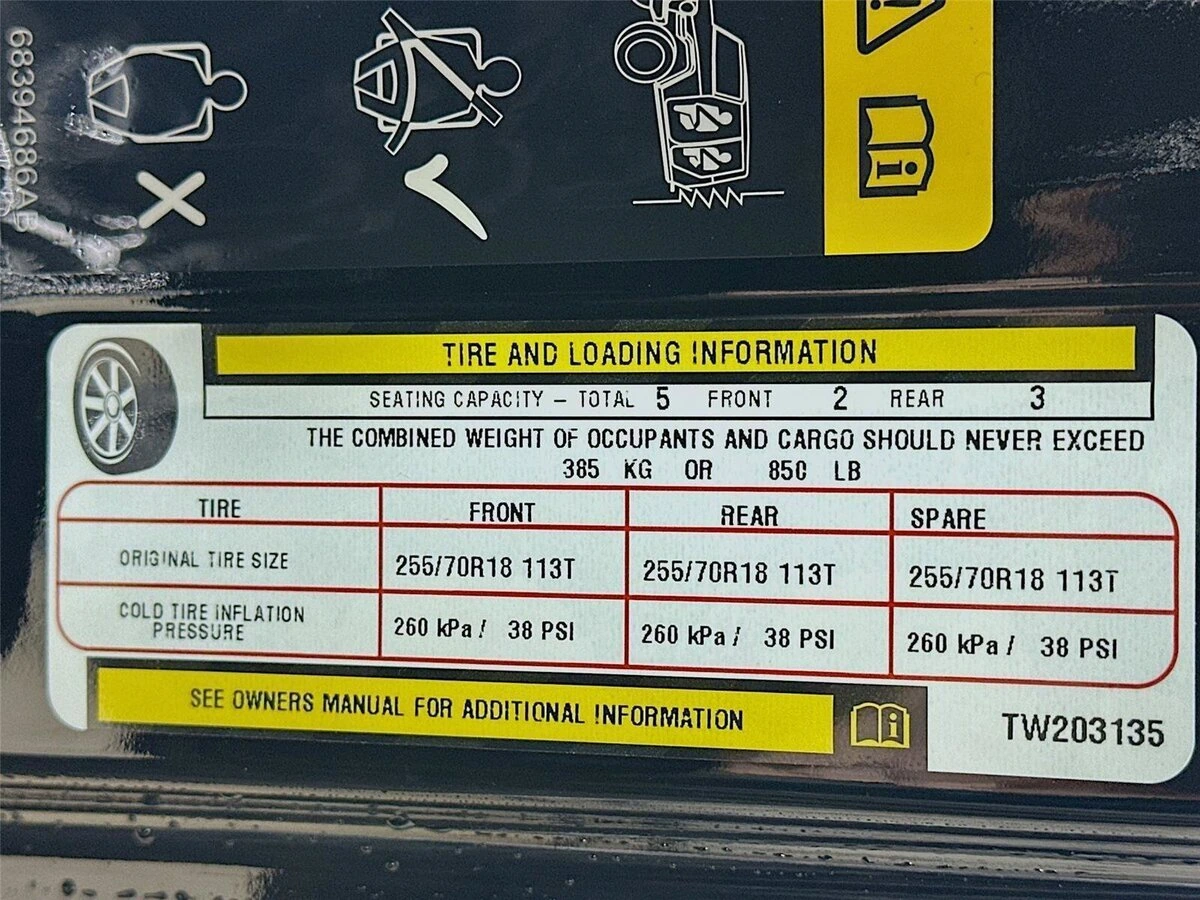 68394686AB
TIRE AND LOADING INFORMATION
SEATING CAPACITY – TOTAL 5 FRONT 2 REAR 3
THE COMBINED WEIGHT OF OCCUPANTS AND CARGO SHOULD NEVER EXCEED
385 KG OR 850 LB
TIRE FRONT REAR SPARE
ORIGINAL TIRE SIZE 255/70R18 113T 255/70R18 113T 255/70R18 113T
COLD TIRE INFLATION
PRESSURE 260 kPa / 38 PSI 260 kPa / 38 PSI 260 kPa / 38 PSI
SEE OWNERS MANUAL FOR ADDITIONAL INFORMATION
TW203135